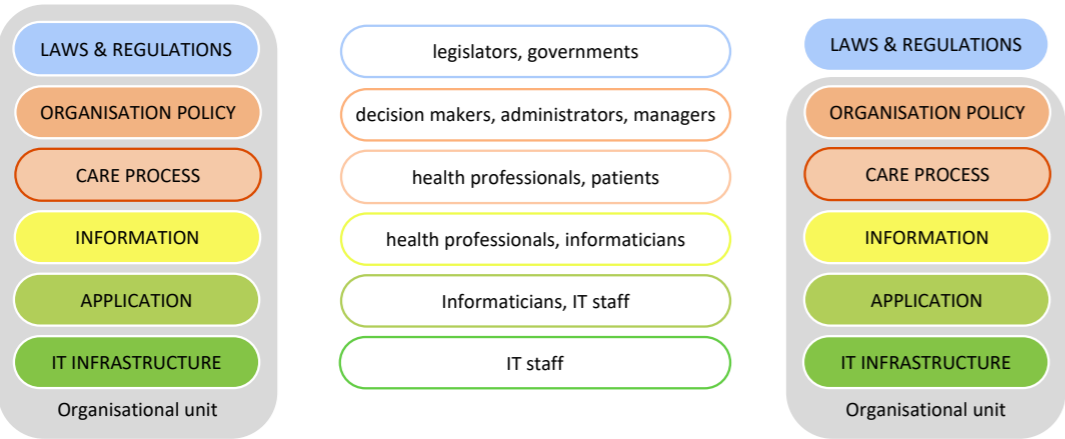 LAWS & REGULATIONS
ORGANISATION POLICY
CARE PROCESS
INFORMATION
APPLICATION
IT INFRASTRUCTURE
Organisational unit
legislators, governments
decision makers, administrators, managers
health professionals, patients
health professionals, informaticians
Informaticians, IT staff
IT staff
LAWS & REGULATIONS
ORGANISATION POLICY
CARE PROCESS
INFORMATION
APPLICATION
IT INFRASTRUCTURE
Organisational unit